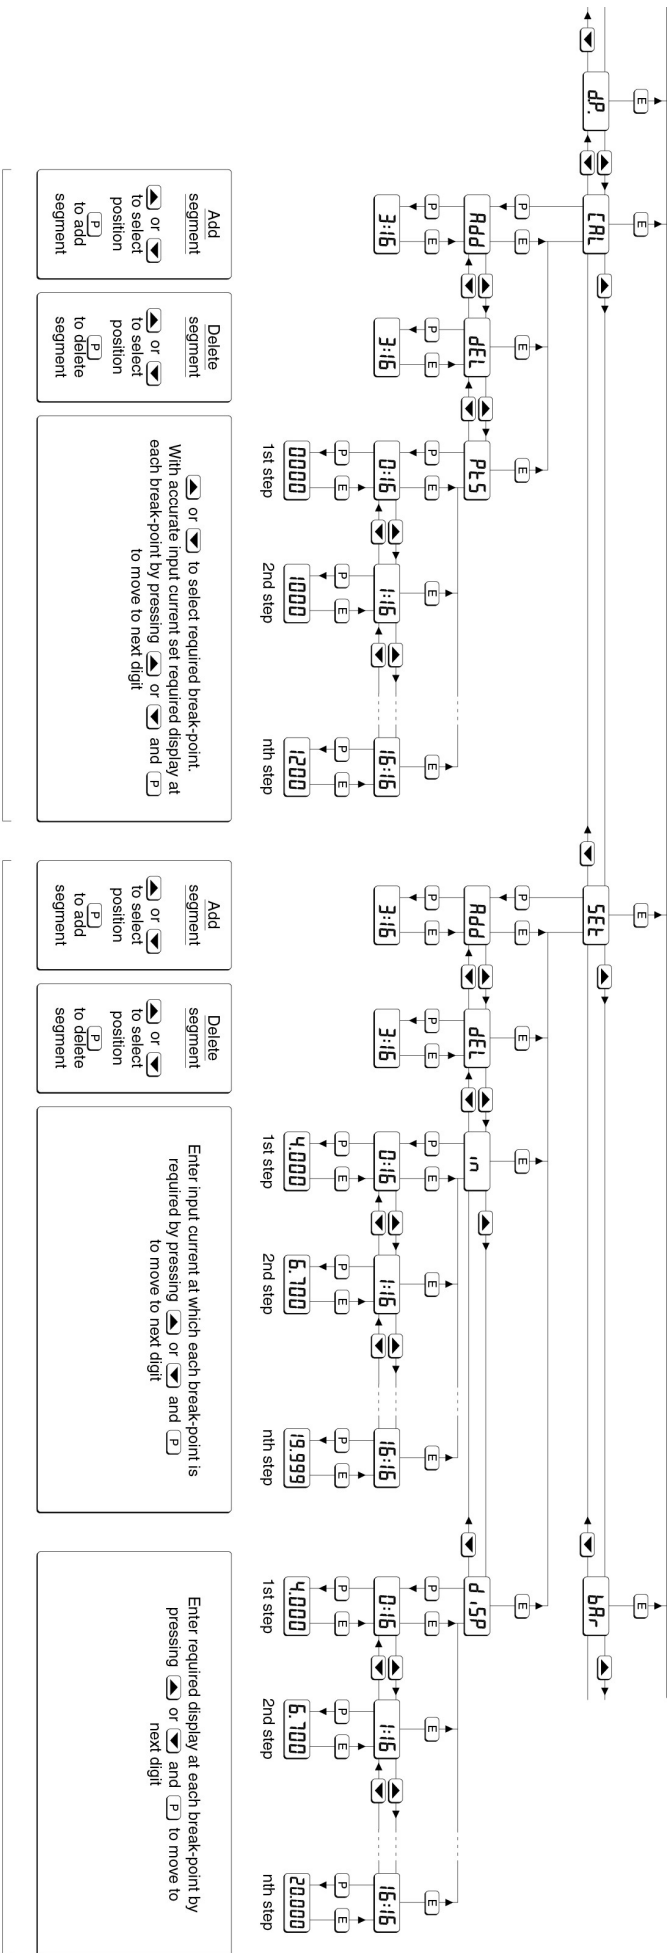 E
E
E
E
d.P.
CAL
SEt
bAr
P
E
E
E
P
E
E
E
E
Add
dEL
PtS
Add
dEL
in
diSP
P
E
P
E
P
E
E
E
P
E
P
E
P
E
E
E
P
E
E
E
3:16
3:16
0:16
1:16
16:16
3:16
3:16
0:16
1:16
16:16
0:16
1:16
16:16
P
E
P
E
P
E
P
E
P
E
P
E
P
E
P
E
P
E
0000
1000
1200
4.000
6.700
19.999
4.000
6.700
20.000
1st step
2nd step
nth step
1st step
2nd step
nth step
1st step
2nd step
nth step
Add
segment
▲ or ▼
to select
position
P
to add
segment
Delete
segment
▲ or ▼
to select
position
P
to delete
segment
▲ or ▼ to select required break-point.
With accurate input current set required display at
each break-point by pressing ▲ or ▼ and P
to move to next digit
Add
segment
▲ or ▼
to select
position
P
to add
segment
Delete
segment
▲ or ▼
to select
position
P
to delete
segment
Enter input current at which each break-point is
required by pressing ▲ or ▼ and P
to move to next digit
Enter required display at each break-point by
pressing ▲ or ▼ and P to move to
next digit